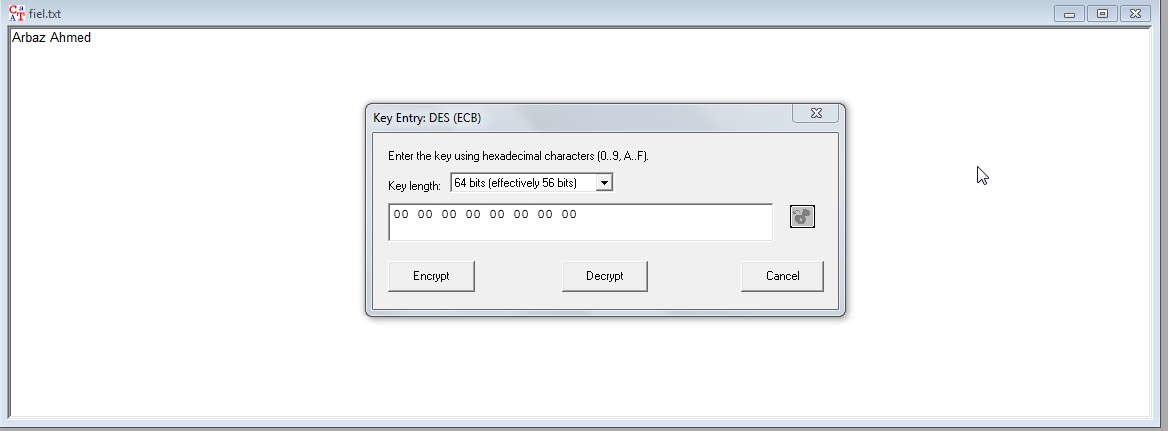 fiel.txt
Arbaz Ahmed
Key Entry: DES (ECB)
Enter the key using hexadecimal characters (0..9, A..F).
Key length: 64 bits (effectively 56 bits)
00 00 00 00 00 00 00 00
Encrypt Decrypt Cancel